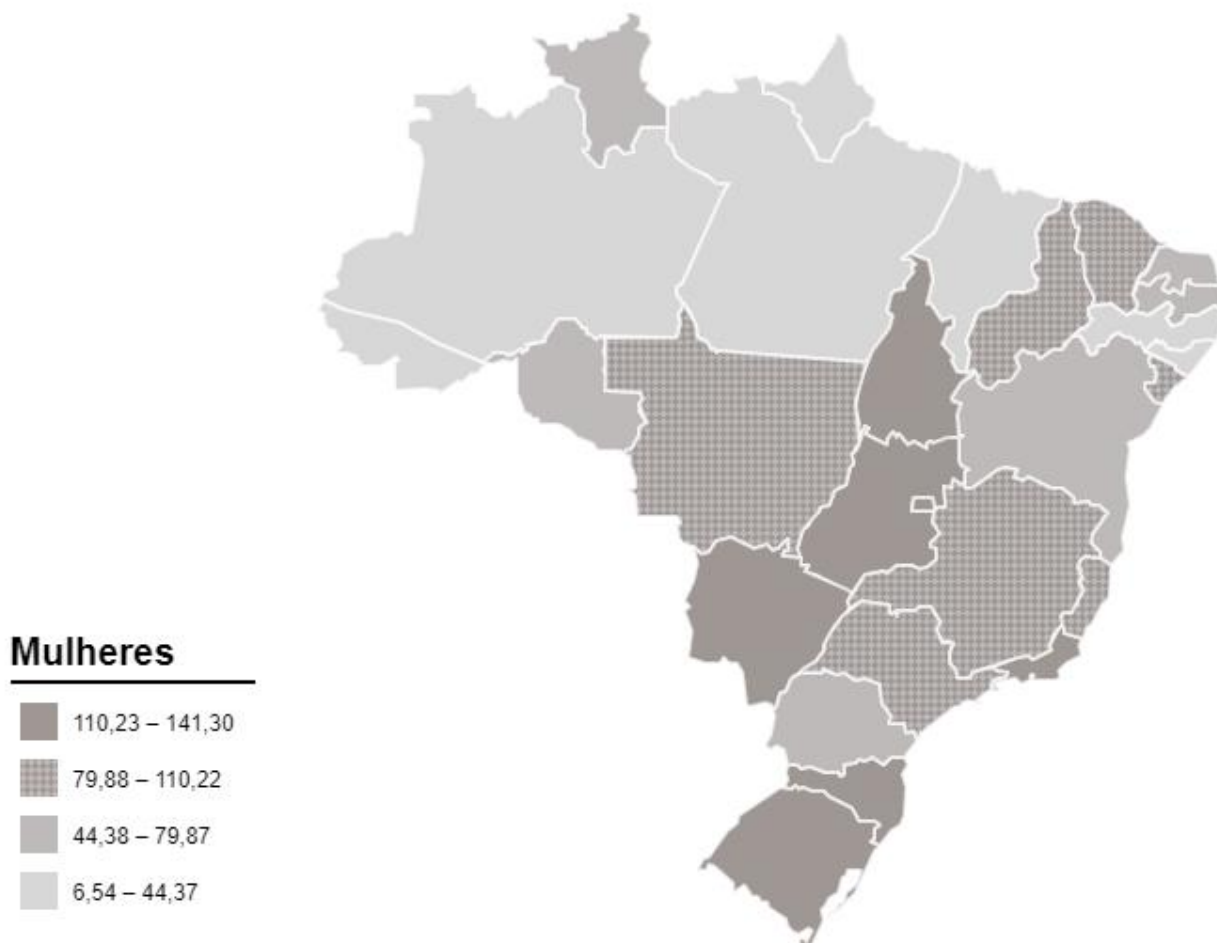 Mulheres
110,23 – 141,30
79,88 – 110,22
44,38 – 79,87
6,54 – 44,37